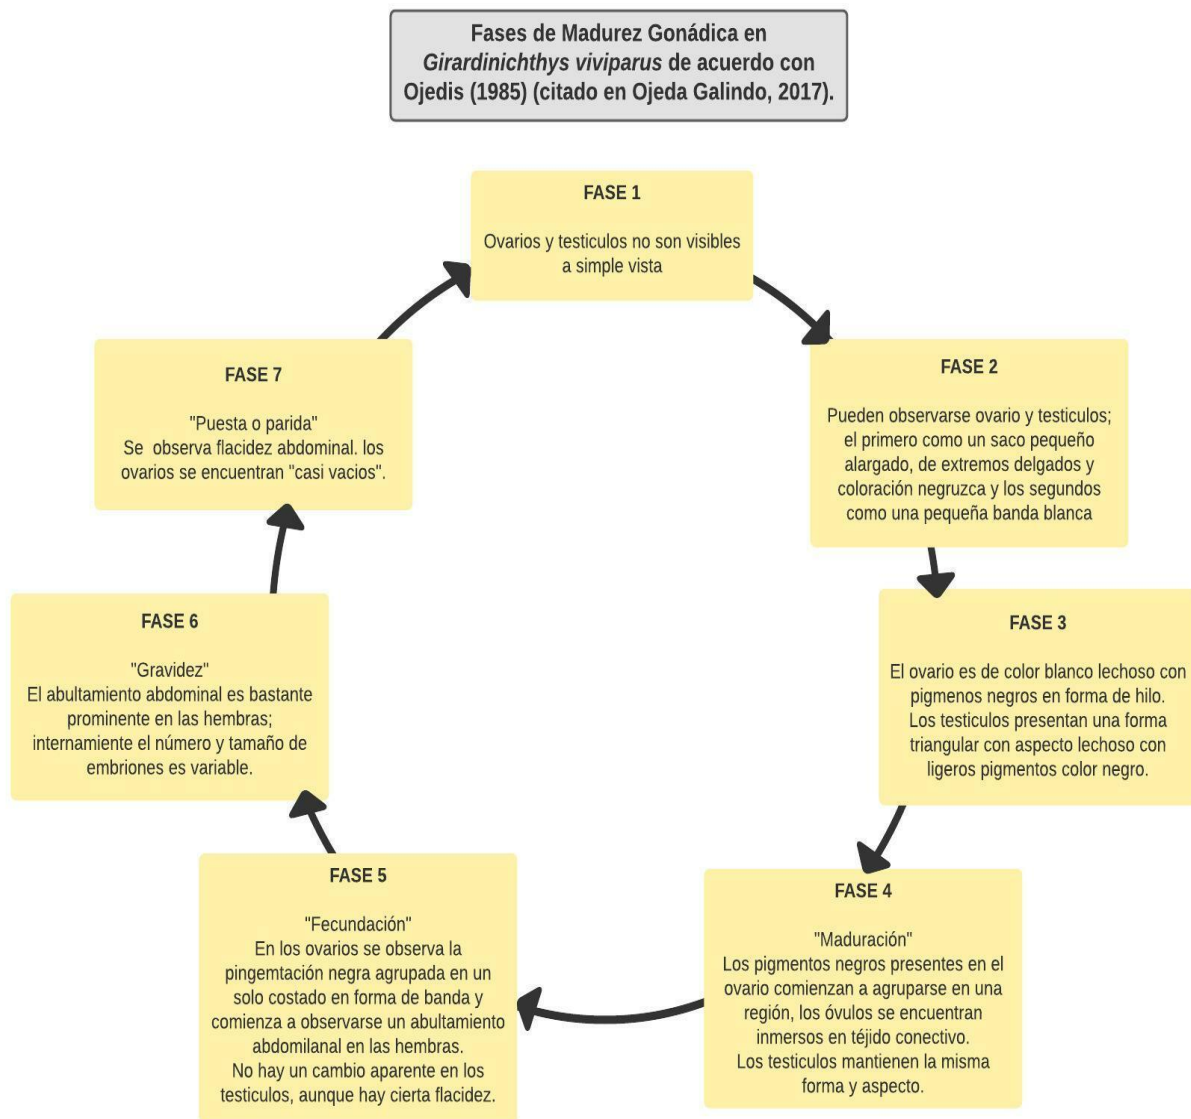 Fases de Madurez Gonádica en
Girardinichthys viviparus de acuerdo con
Ojedis (1985) (citado en Ojeda Galindo, 2017).
FASE 1
Ovarios y testiculos no son visibles
a simple vista
FASE 2
Pueden observarse ovario y testiculos;
el primero como un saco pequeño
alargado, de extremos delgados y
coloración negruzca y los segundos
como una pequeña banda blanca
FASE 3
El ovario es de color blanco lechoso con
pigmenos negros en forma de hilo.
Los testiculos presentan una forma
triangular con aspecto lechoso con
ligeros pigmentos color negro.
FASE 4
"Maduración"
Los pigmentos negros presentes en el
ovario comienzan a agruparse en una
región, los óvulos se encuentran
inmersos en téjido conectivo.
Los testiculos mantienen la misma
forma y aspecto.
FASE 5
"Fecundación"
En los ovarios se observa la
pingemtación negra agrupada en un
solo costado en forma de banda y
comienza a observarse un abultamiento
abdomilanal en las hembras.
No hay un cambio aparente en los
testiculos, aunque hay cierta flacidez.
FASE 6
"Gravidez"
El abultamiento abdominal es bastante
prominente en las hembras;
internamiente el número y tamaño de
embriones es variable.
FASE 7
"Puesta o parida"
Se observa flacidez abdominal. los
ovarios se encuentran "casi vacios".